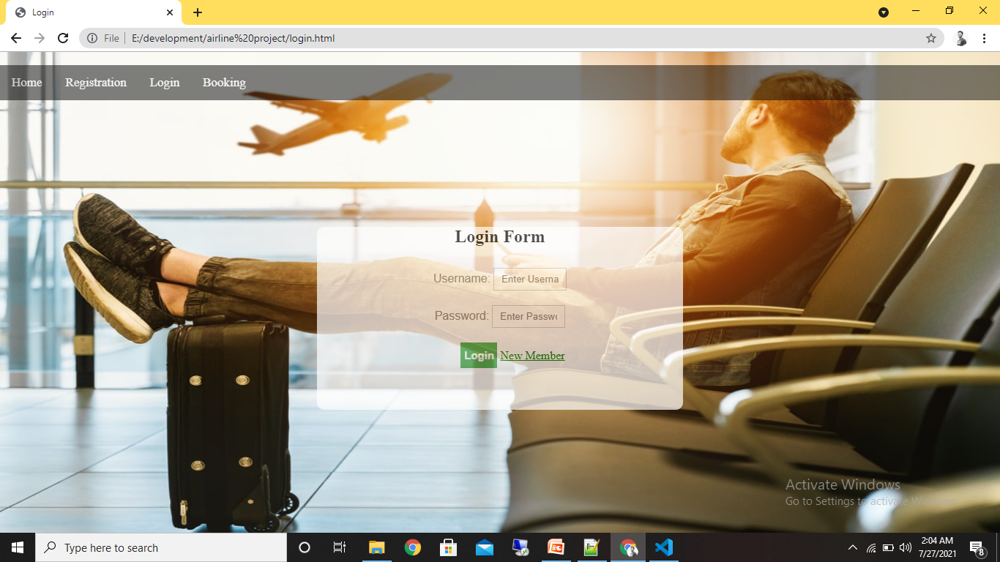 Login
File
E:/development/airline%20project/login.html
Home Registration Login Booking
Login Form
Username: Enter Userna
Password: Enter Passw
Login New Member
Activate Windows
Go to Settings to activate Windows.
Type here to search
2:04 AM
7/27/2021
8